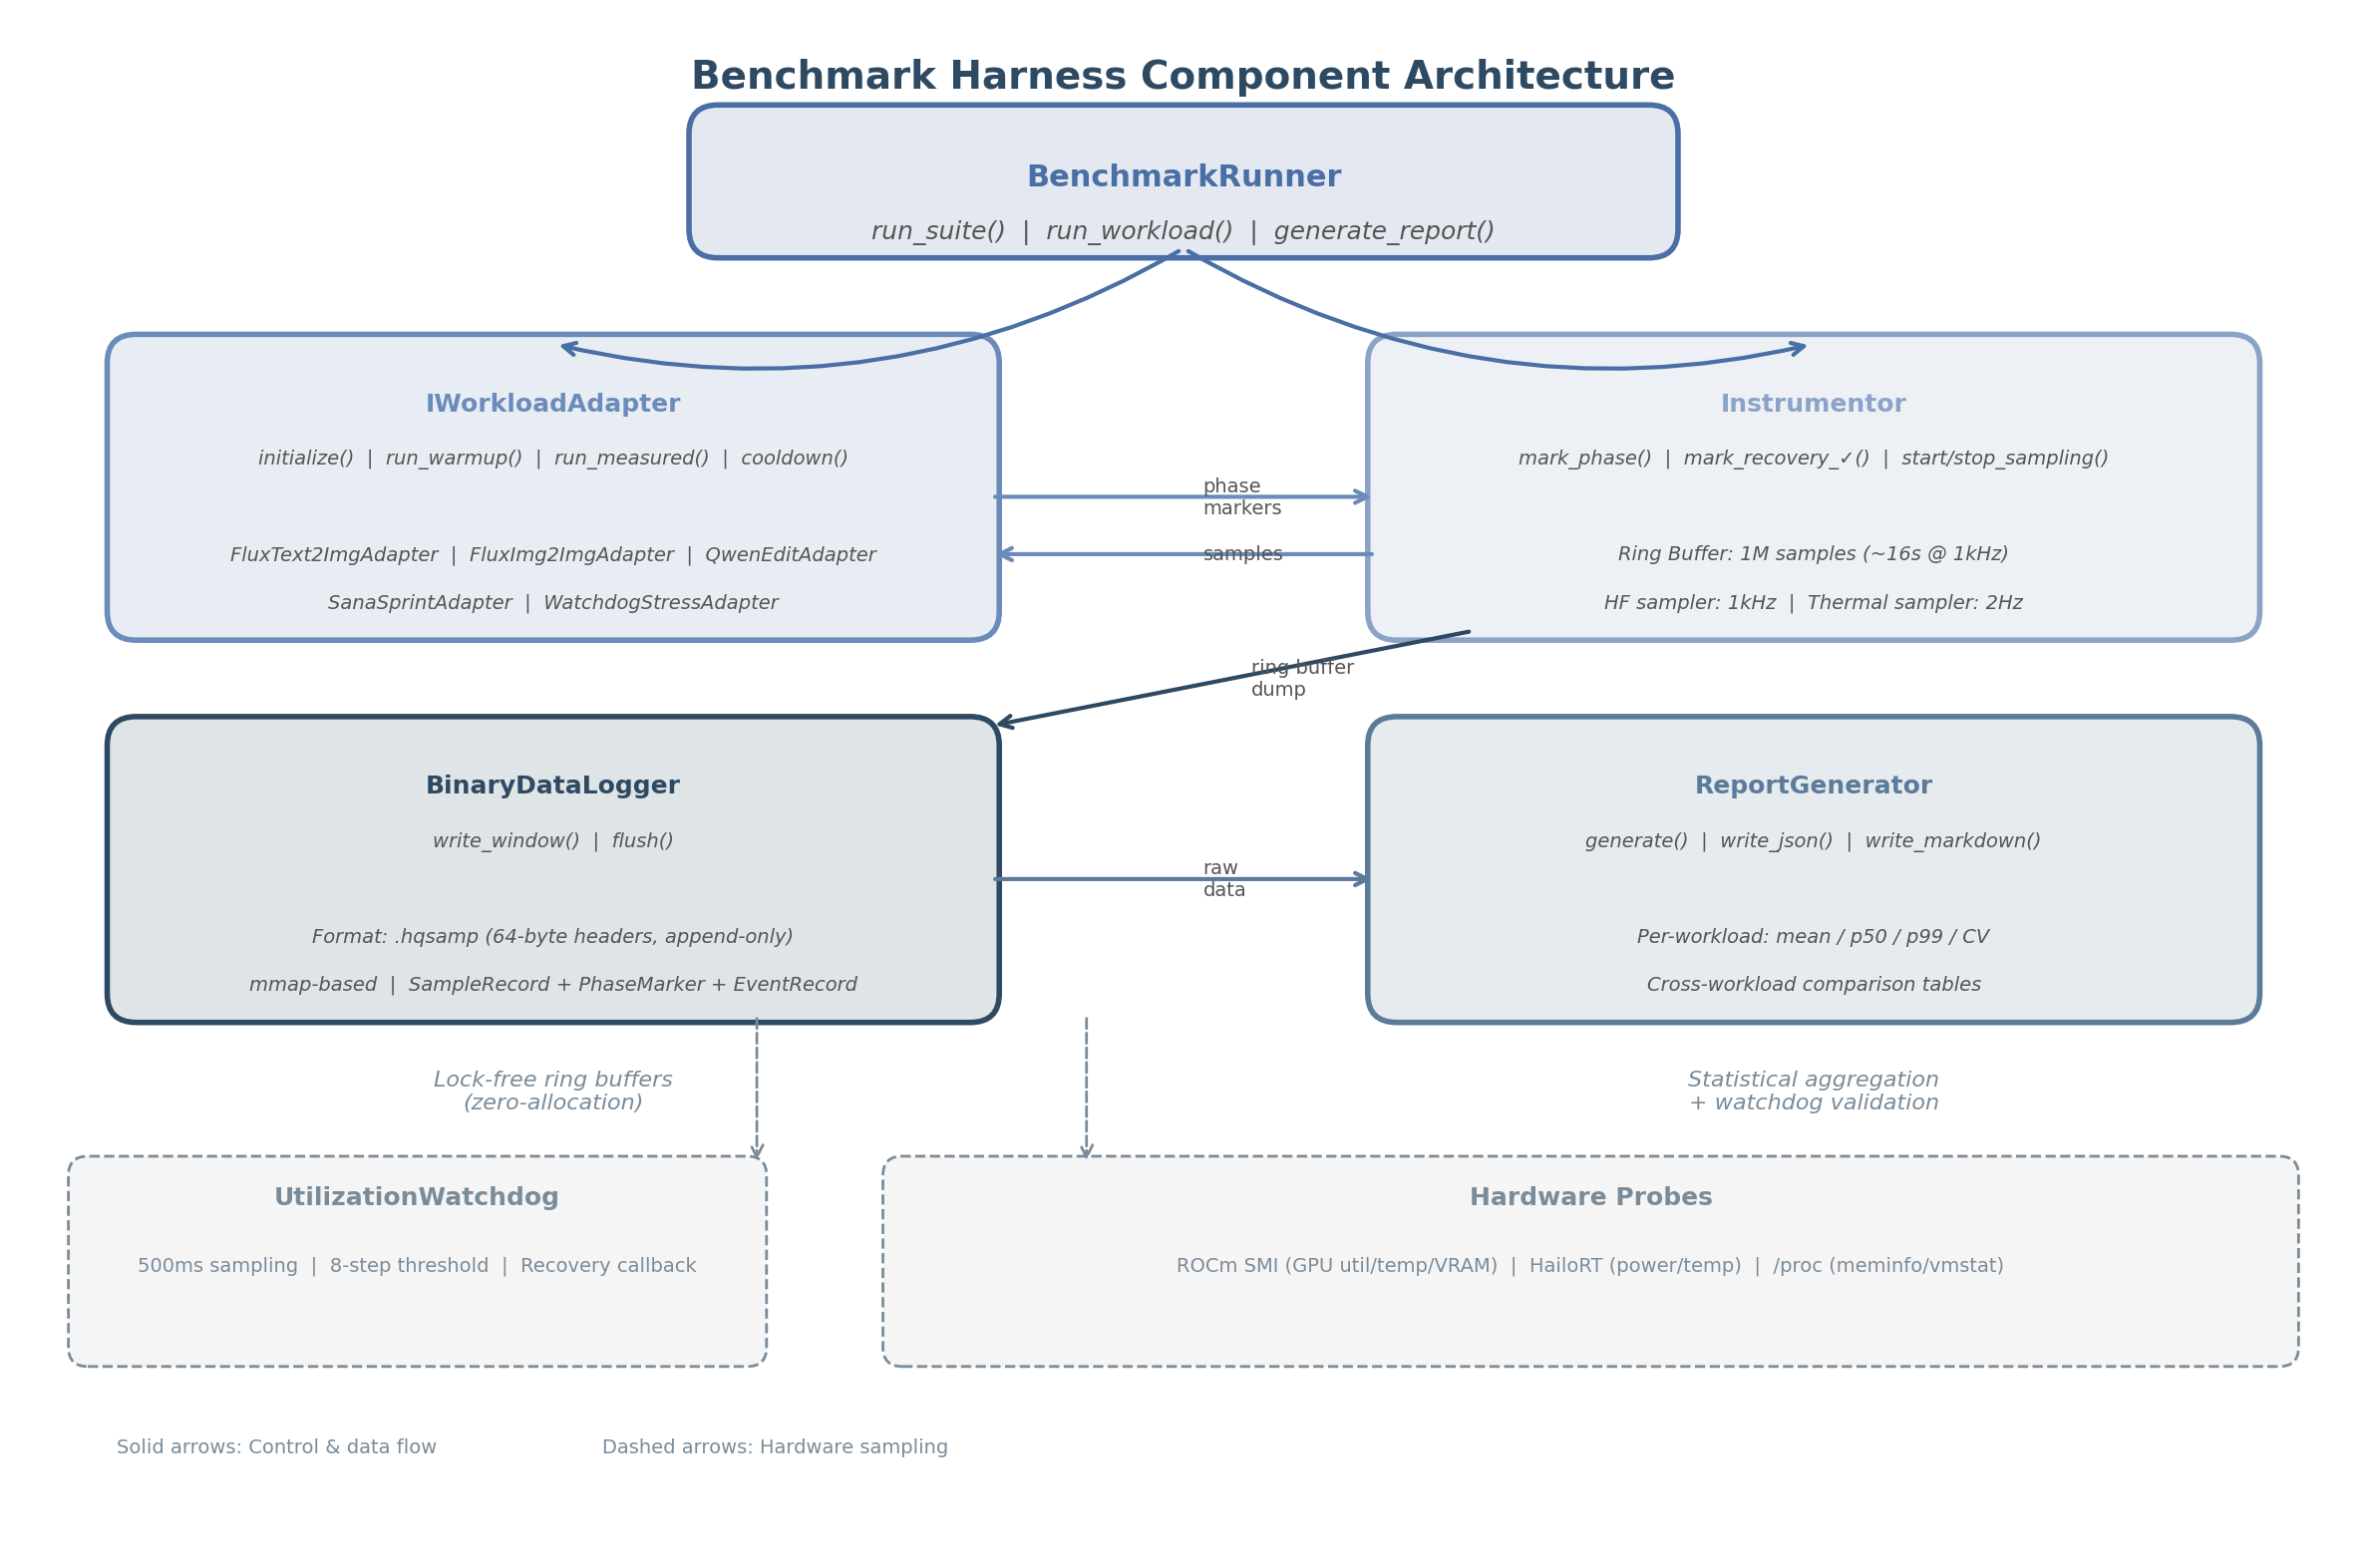 Benchmark Harness Component Architecture
BenchmarkRunner
run_suite() | run_workload() | generate_report()
IWorkloadAdapter
initialize() | run_warmup() | run_measured() | cooldown()
FluxText2ImgAdapter | FluxImg2ImgAdapter | QwenEditAdapter
SanaSprintAdapter | WatchdogStressAdapter
phase
markers
samples
Instrumentor
mark_phase() | mark_recovery_✓() | start/stop_sampling()
Ring Buffer: 1M samples (~16s @ 1kHz)
HF sampler: 1kHz | Thermal sampler: 2Hz
ring buffer
dump
BinaryDataLogger
write_window() | flush()
Format: .hqsamp (64-byte headers, append-only)
mmap-based | SampleRecord + PhaseMarker + EventRecord
raw
data
ReportGenerator
generate() | write_json() | write_markdown()
Per-workload: mean / p50 / p99 / CV
Cross-workload comparison tables
Lock-free ring buffers
(zero-allocation)
Statistical aggregation
+ watchdog validation
UtilizationWatchdog
500ms sampling | 8-step threshold | Recovery callback
Hardware Probes
ROCm SMI (GPU util/temp/VRAM) | HailoRT (power/temp) | /proc (meminfo/vmstat)
Solid arrows: Control & data flow
Dashed arrows: Hardware sampling